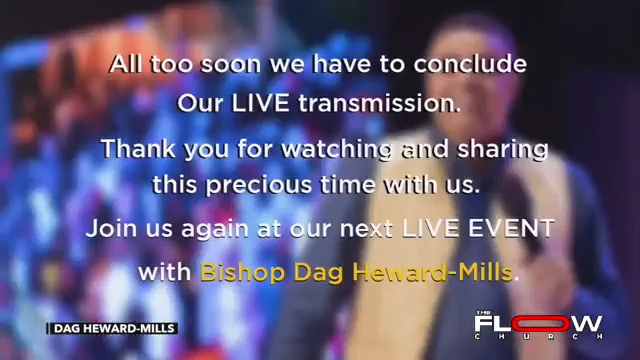 All too soon we have to conclude
Our LIVE transmission.
Thank you for watching and sharing
this precious time with us.
Join us again at our next LIVE EVENT
with Bishop Dag Heward-Mills.
DAG HEWARD-MILLS
THE
FLOW
CHURCH